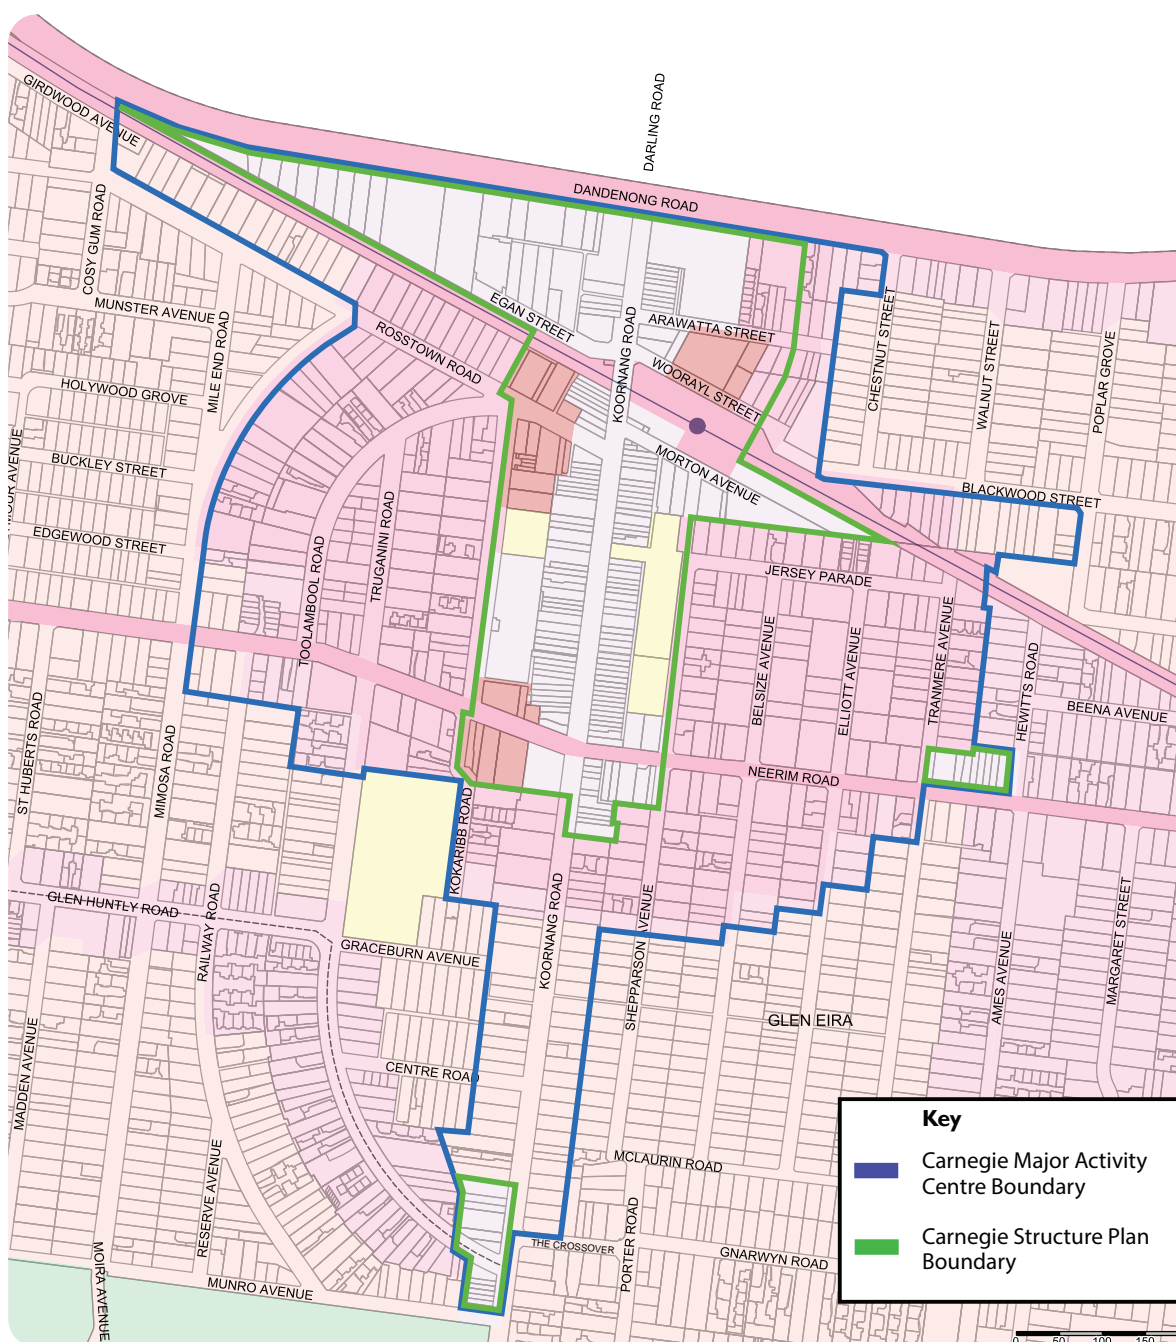 DARLING ROAD
GIRDWOOD AVENUE
DANDENONG ROAD
COSY GUM ROAD
MUNSTER AVENUE
MILE END ROAD
EGAN STREET
ROSSTOWN ROAD
KOORNANG ROAD
ARAWATTA STREET
WOORAYL STREET
CHESTNUT STREET
WALNUT STREET
POPLAR GROVE
HOLYWOOD GROVE
BUCKLEY STREET
MORTON AVENUE
BLACKWOOD STREET
EDGEWOOD STREET
TRUGANINI ROAD
TOOLAMBOOL ROAD
JERSEY PARADE
BELSIZE AVENUE
ELLIOTT AVENUE
TRANMERE AVENUE
HEWITTS ROAD
BEENA AVENUE
ST HUBERTS ROAD
MIMOSA ROAD
NEERIM ROAD
KOKARIBB ROAD
GLEN HUNTLY ROAD
RAILWAY ROAD
GRACEBURN AVENUE
KOORNANG ROAD
SHEPPARSON AVENUE
GLEN EIRA
AMES AVENUE
MARGARET STREET
MADDEN AVENUE
CENTRE ROAD
RESERVE AVENUE
MCLAURIN ROAD
PORTER ROAD
THE CROSSOVER
GNARWYN ROAD
MOIRA AVENUE
MUNRO AVENUE
Key
Carnegie Major Activity
Centre Boundary
Carnegie Structure Plan
Boundary
0 50 100 150